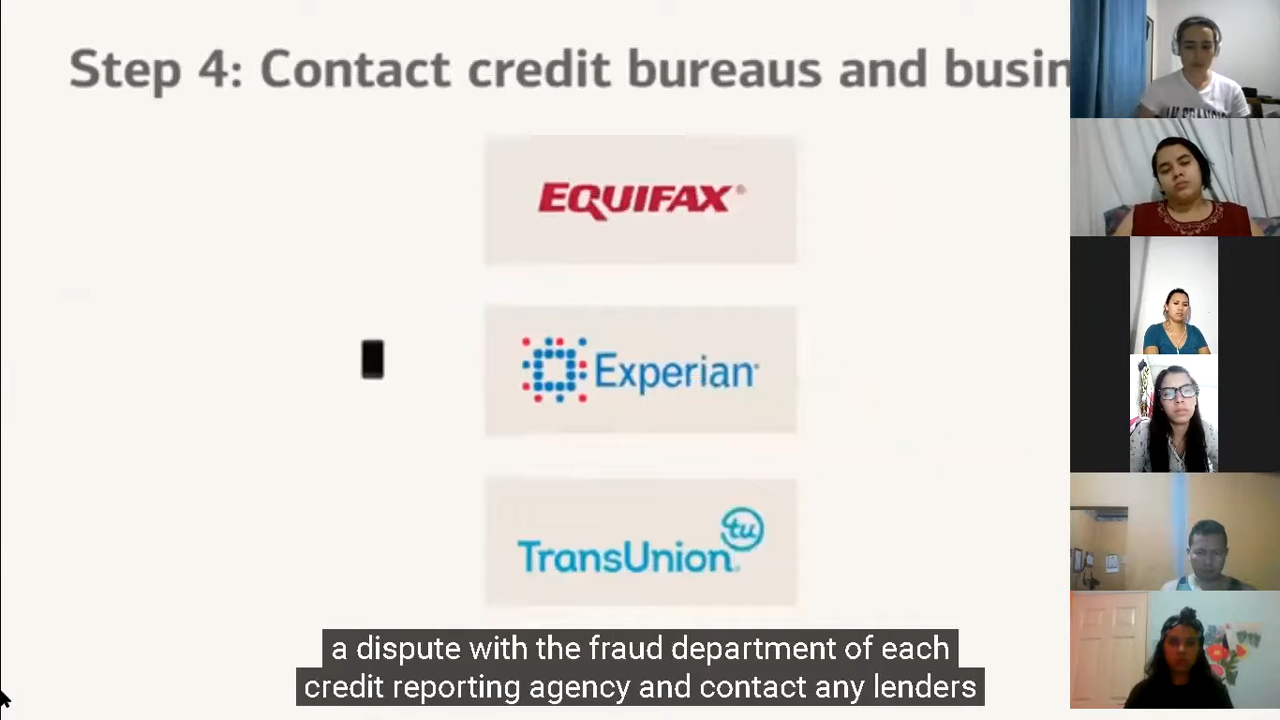 Step 4: Contact credit bureaus and busin
EQUIFAX®
Experian
TransUnion
tu
a dispute with the fraud department of each
credit reporting agency and contact any lenders